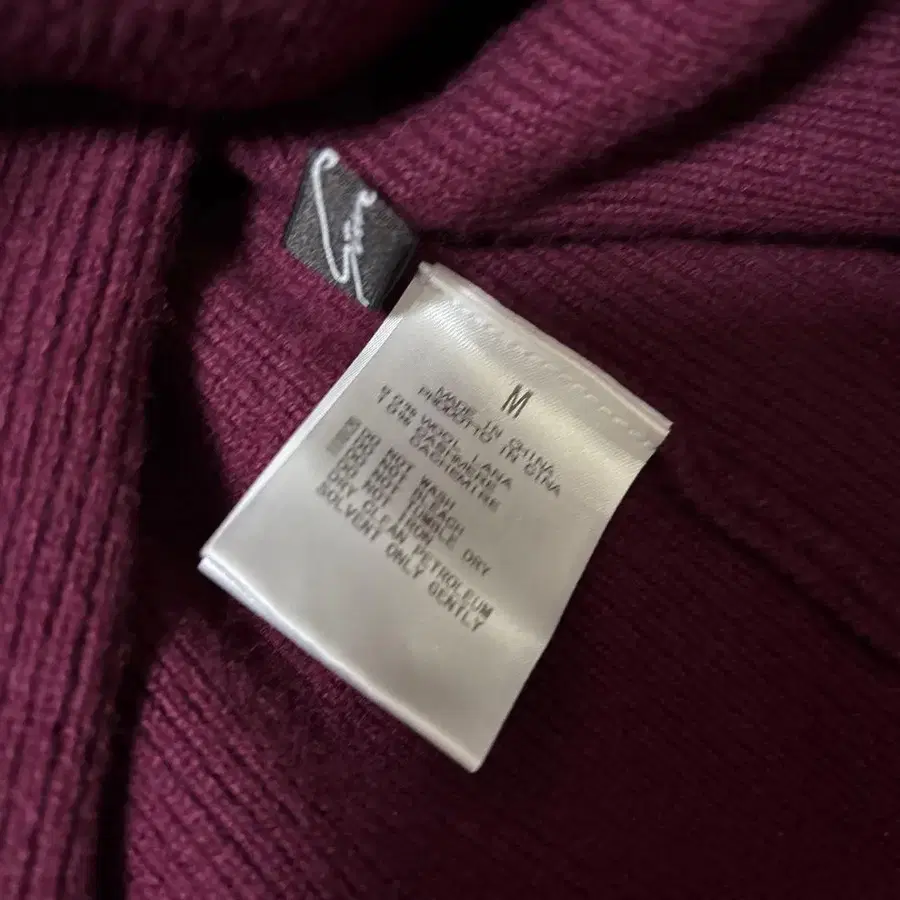 M
MADE IN CHINA
PRODOTTO IN CINA
90% WOOL LANA
10% CASHMERE
CASHMIRE
DO NOT WASH
DO NOT BLEACH
DO NOT TUMBLE DRY
DO NOT IRON
DRY CLEAN PETROLEUM
SOLVENT ONLY GENTLY